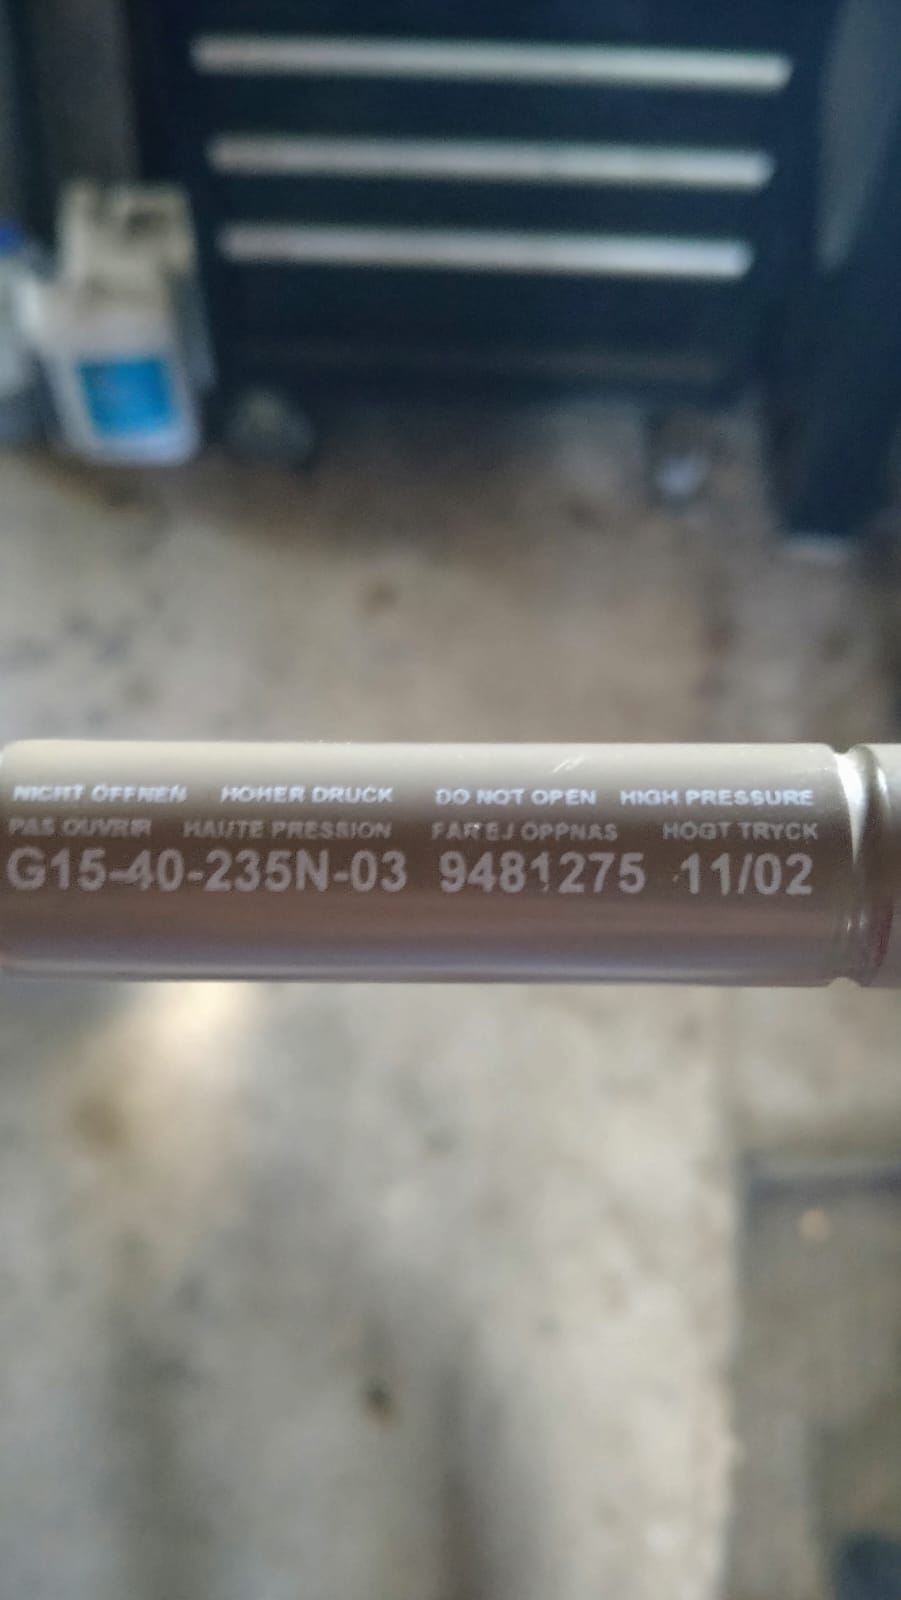 NICHT ÖFFNEN HOHER DRUCK DO NOT OPEN HIGH PRESSURE
PAS OUVRIR HAUTE PRESSION FAR EJ ÖPPNAS HÖGT TRYCK
G15-40-235N-03 9481275 11/02